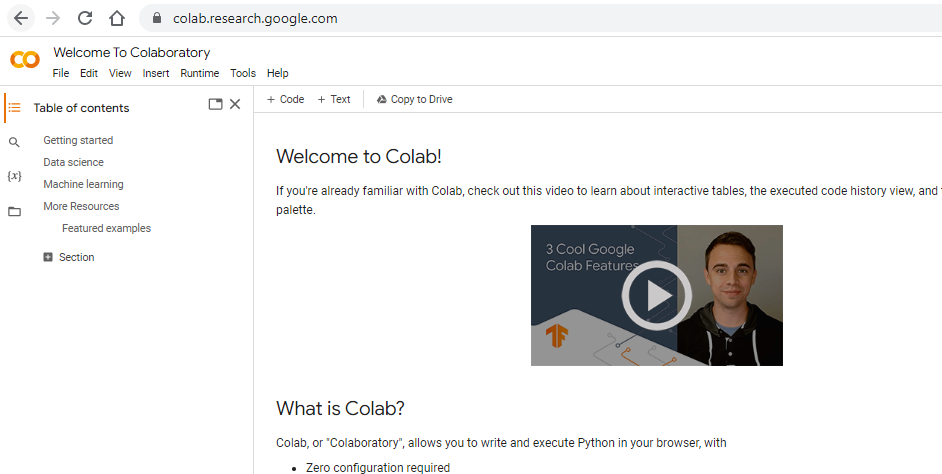 colab.research.google.com
Welcome To Colaboratory
File Edit View Insert Runtime Tools Help
Table of contents
+ Code + Text Copy to Drive
Getting started
Data science
{x}
Machine learning
More Resources
Featured examples
Section
Welcome to Colab!
If you're already familiar with Colab, check out this video to learn about interactive tables, the executed code history view, and
palette.
3 Cool Google
Colab Features
What is Colab?
Colab, or "Colaboratory", allows you to write and execute Python in your browser, with
• Zero configuration required